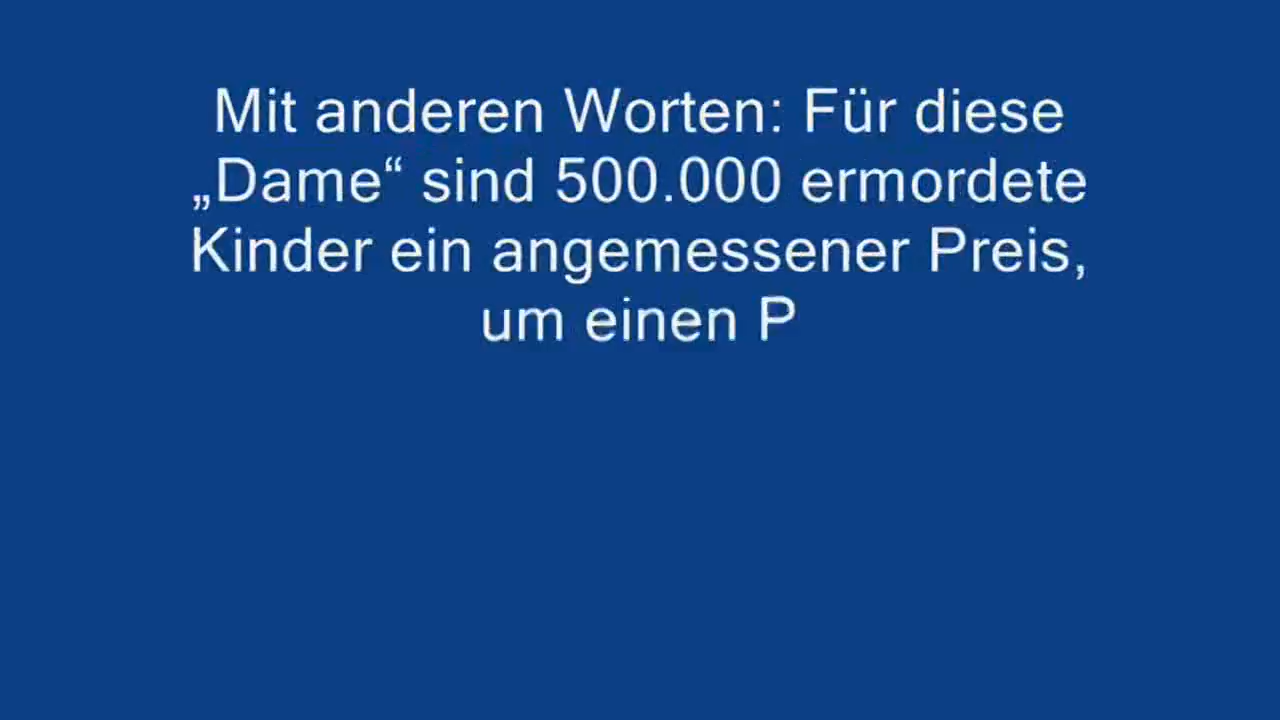 Mit anderen Worten: Für diese
„Dame“ sind 500.000 ermordete
Kinder ein angemessener Preis,
um einen P